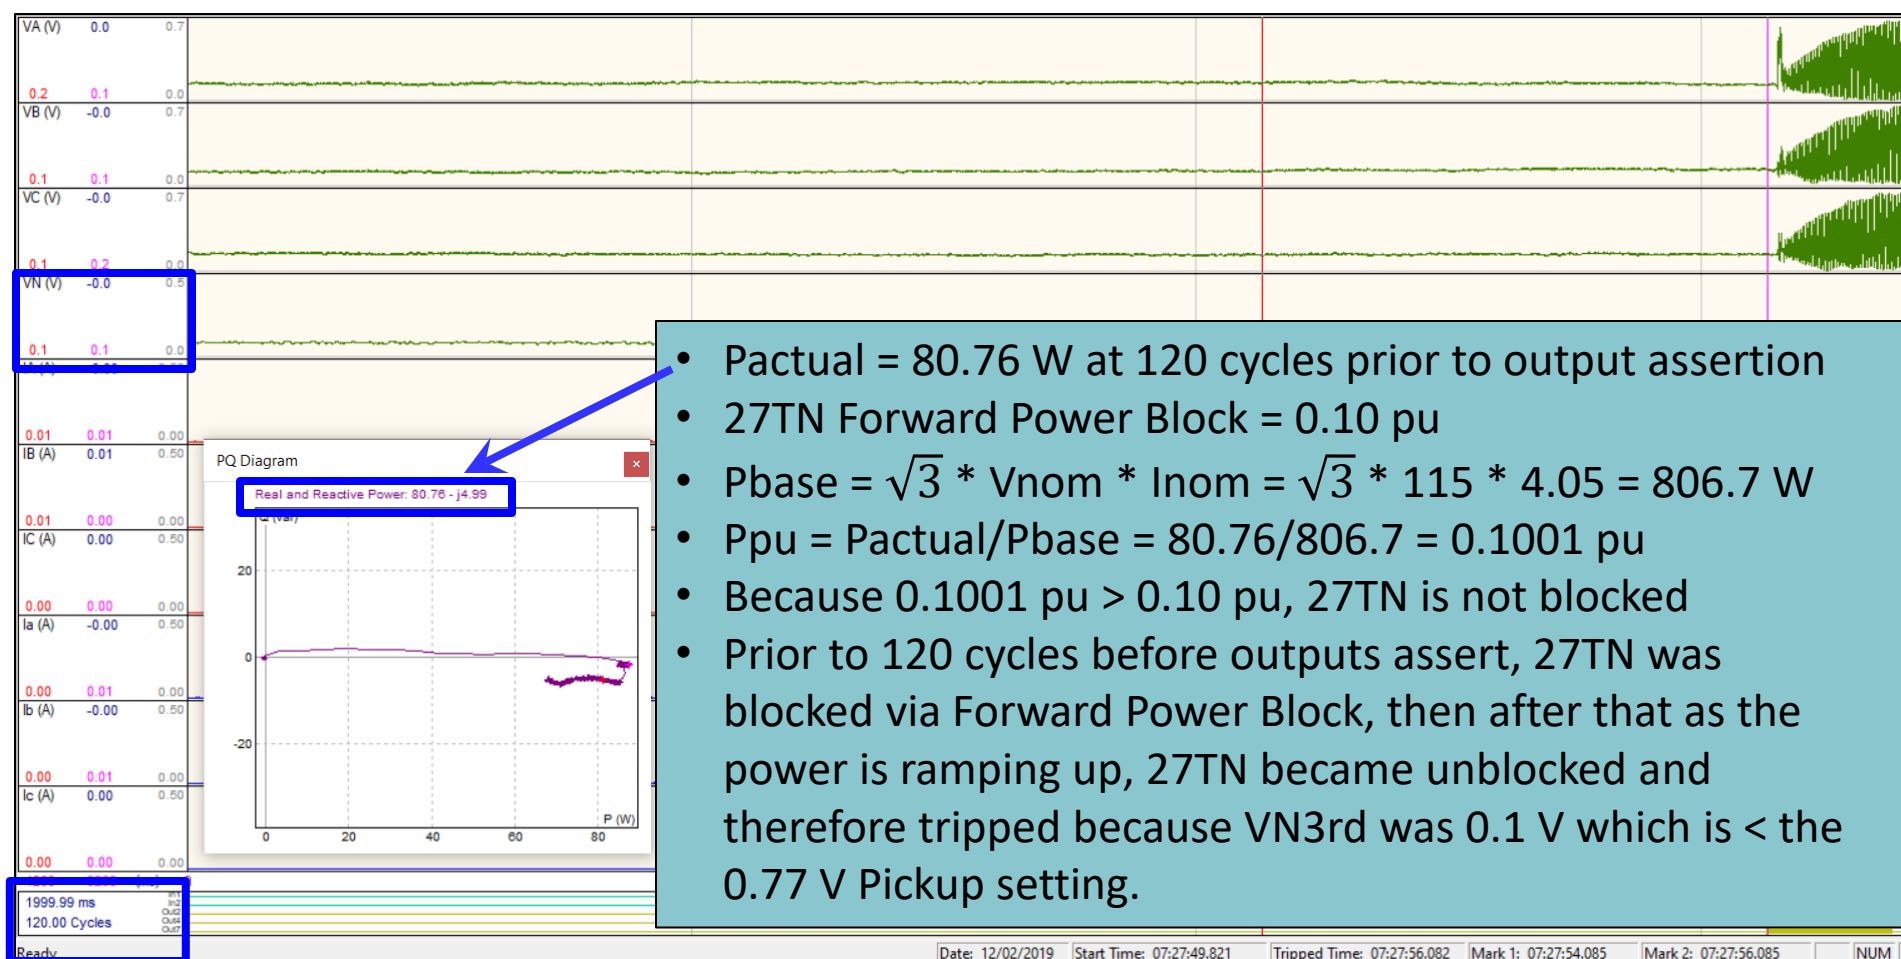 VA (V) 0.0 0.7
0.2 0.1 0.0
VB (V) -0.0 0.7
0.1 0.1 0.0
VC (V) -0.0 0.7
0.1 0.2 0.0
VN (V) -0.0 0.5
0.1 0.1 0.0
0.01 0.01 0.00
IB (A) 0.01 0.50
0.01 0.00 0.00
IC (A) 0.00 0.50
0.00 0.00 0.00
Ia (A) -0.00 0.50
0.00 0.01 0.00
Ib (A) -0.00 0.50
0.00 0.01 0.00
Ic (A) 0.00 0.50
0.00 0.00 0.00
1999.99 ms
120.00 Cycles
In1
In2
Out2
Out4
Out7
PQ Diagram
Real and Reactive Power: 80.76 - j4.99
Q (Var)
20
0
-20
P (W)
0 20 40 60 80
• Pactual = 80.76 W at 120 cycles prior to output assertion
• 27TN Forward Power Block = 0.10 pu
• Pbase = √3 * Vnom * Inom = √3 * 115 * 4.05 = 806.7 W
• Ppu = Pactual/Pbase = 80.76/806.7 = 0.1001 pu
• Because 0.1001 pu > 0.10 pu, 27TN is not blocked
• Prior to 120 cycles before outputs assert, 27TN was
blocked via Forward Power Block, then after that as the
power is ramping up, 27TN became unblocked and
therefore tripped because VN3rd was 0.1 V which is < the
0.77 V Pickup setting.
Ready Date: 12/02/2019 Start Time: 07:27:49.821 Tripped Time: 07:27:56.082 Mark 1: 07:27:54.085 Mark 2: 07:27:56.085 NUM